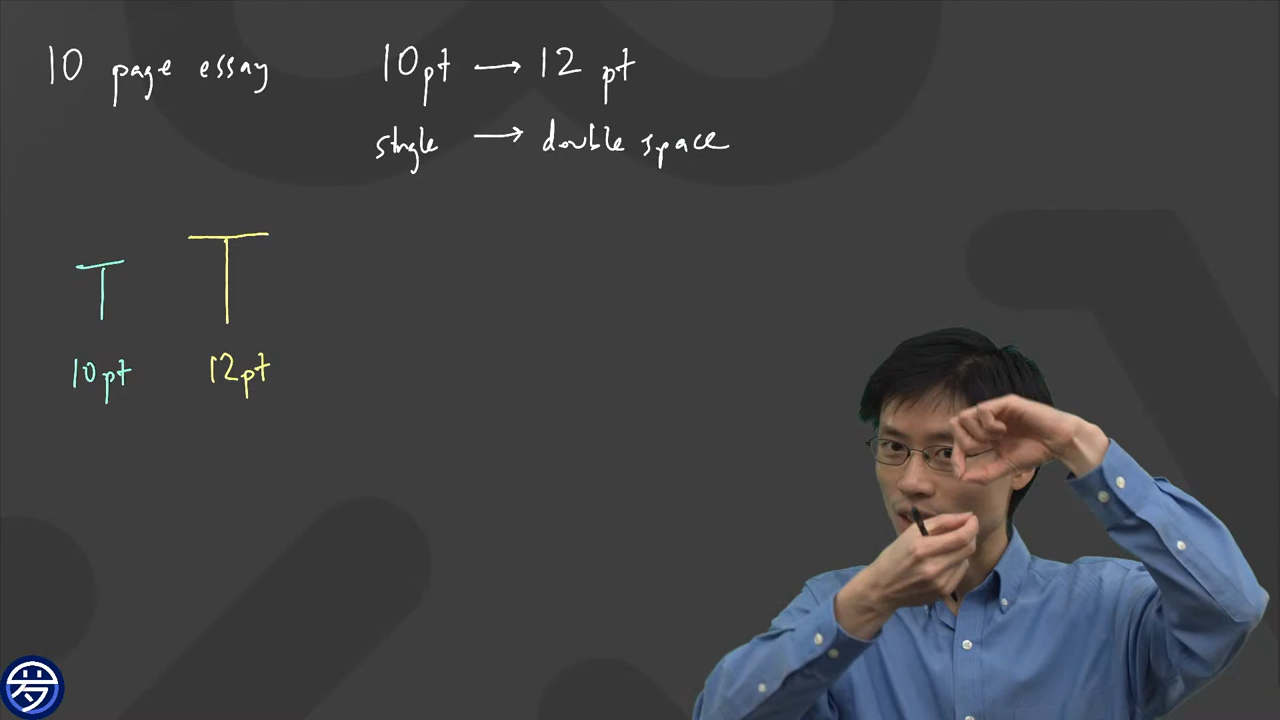 10 page essay 10pt → 12 pt
single → double space
T T
10pt 12pt